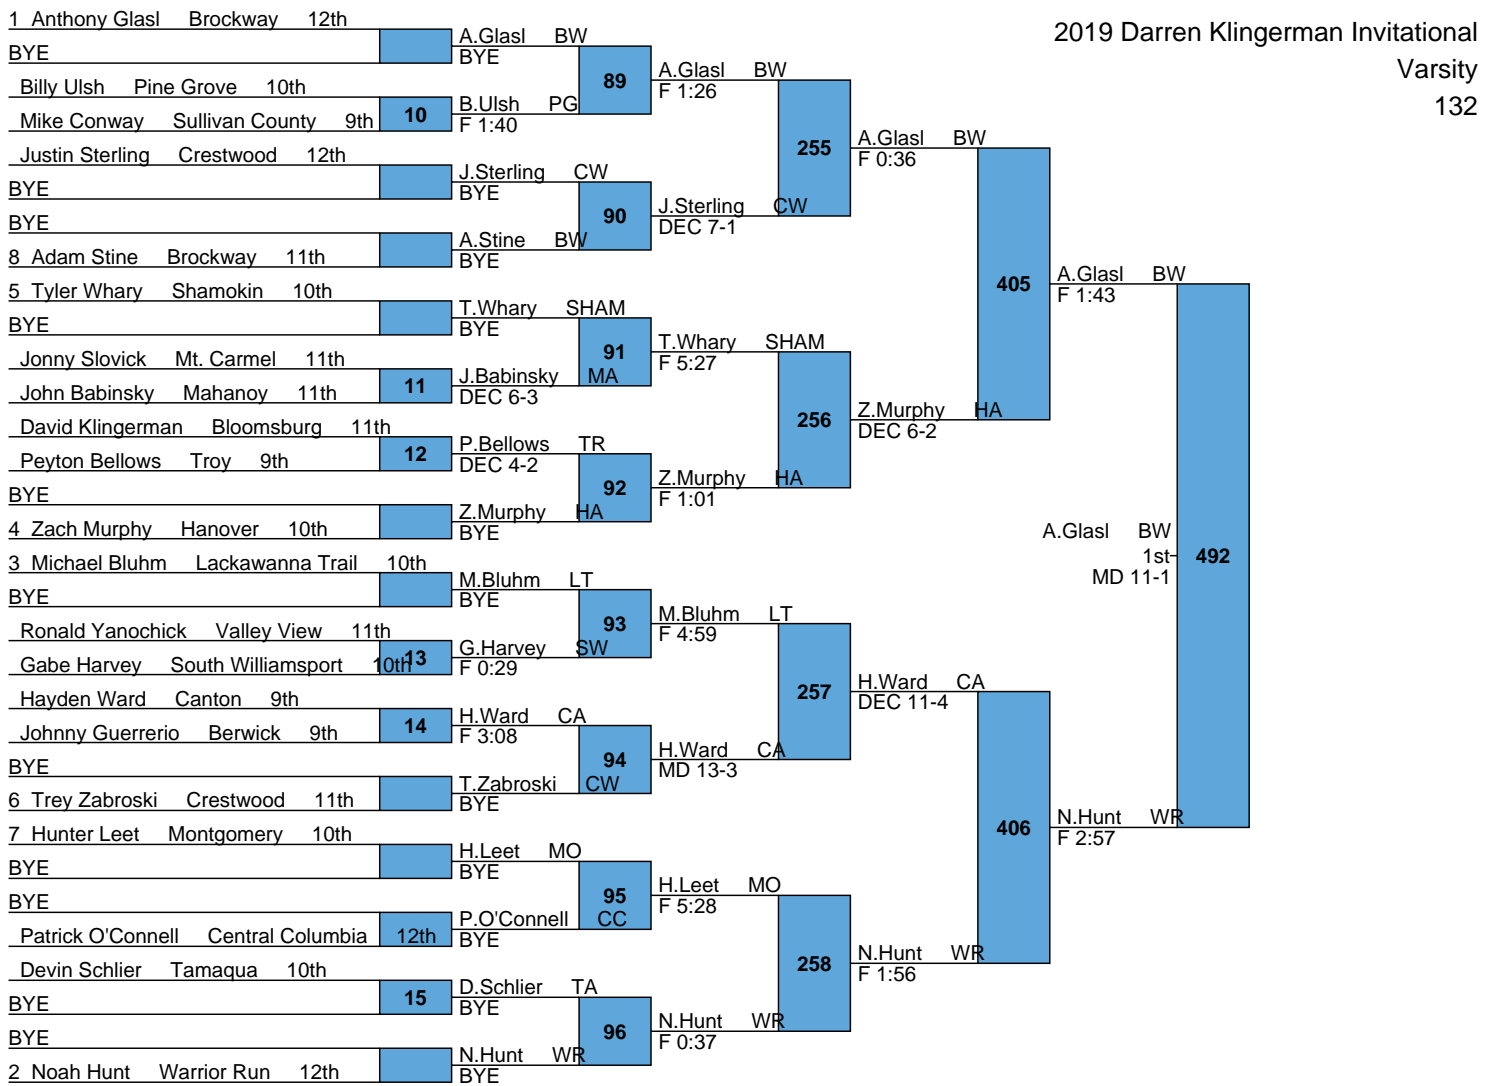 2019 Darren Klingerman Invitational
Varsity
132
1 Anthony Glasl Brockway 12th
BYE
Billy Ulsh Pine Grove 10th
Mike Conway Sullivan County 9th
Justin Sterling Crestwood 12th
BYE
BYE
8 Adam Stine Brockway 11th
5 Tyler Whary Shamokin 10th
BYE
Jonny Slovick Mt. Carmel 11th
John Babinsky Mahanoy 11th
David Klingerman Bloomsburg 11th
Peyton Bellows Troy 9th
BYE
4 Zach Murphy Hanover 10th
3 Michael Bluhm Lackawanna Trail 10th
BYE
Ronald Yanochick Valley View 11th
Gabe Harvey South Williamsport 10th
Hayden Ward Canton 9th
Johnny Guerrerio Berwick 9th
BYE
6 Trey Zabroski Crestwood 11th
7 Hunter Leet Montgomery 10th
BYE
BYE
Patrick O'Connell Central Columbia 12th
Devin Schlier Tamaqua 10th
BYE
BYE
2 Noah Hunt Warrior Run 12th
10
11
12
13
14
15
A.Glasl BW
BYE
B.Ulsh PG
F 1:40
J.Sterling CW
BYE
A.Stine BW
BYE
T.Whary SHAM
BYE
J.Babinsky MA
DEC 6-3
P.Bellows TR
DEC 4-2
Z.Murphy HA
BYE
M.Bluhm LT
BYE
G.Harvey SW
F 0:29
H.Ward CA
F 3:08
T.Zabroski CW
BYE
H.Leet MO
BYE
P.O'Connell CC
BYE
D.Schlier TA
BYE
N.Hunt WR
BYE
89
90
91
92
93
94
95
96
A.Glasl BW
F 1:26
J.Sterling CW
DEC 7-1
T.Whary SHAM
F 5:27
Z.Murphy HA
F 1:01
M.Bluhm LT
F 4:59
H.Ward CA
MD 13-3
H.Leet MO
F 5:28
N.Hunt WR
F 0:37
255
256
257
258
A.Glasl BW
F 0:36
Z.Murphy HA
DEC 6-2
H.Ward CA
DEC 11-4
N.Hunt WR
F 1:56
405
406
A.Glasl BW
F 1:43
N.Hunt WR
F 2:57
492
A.Glasl BW
1st
MD 11-1